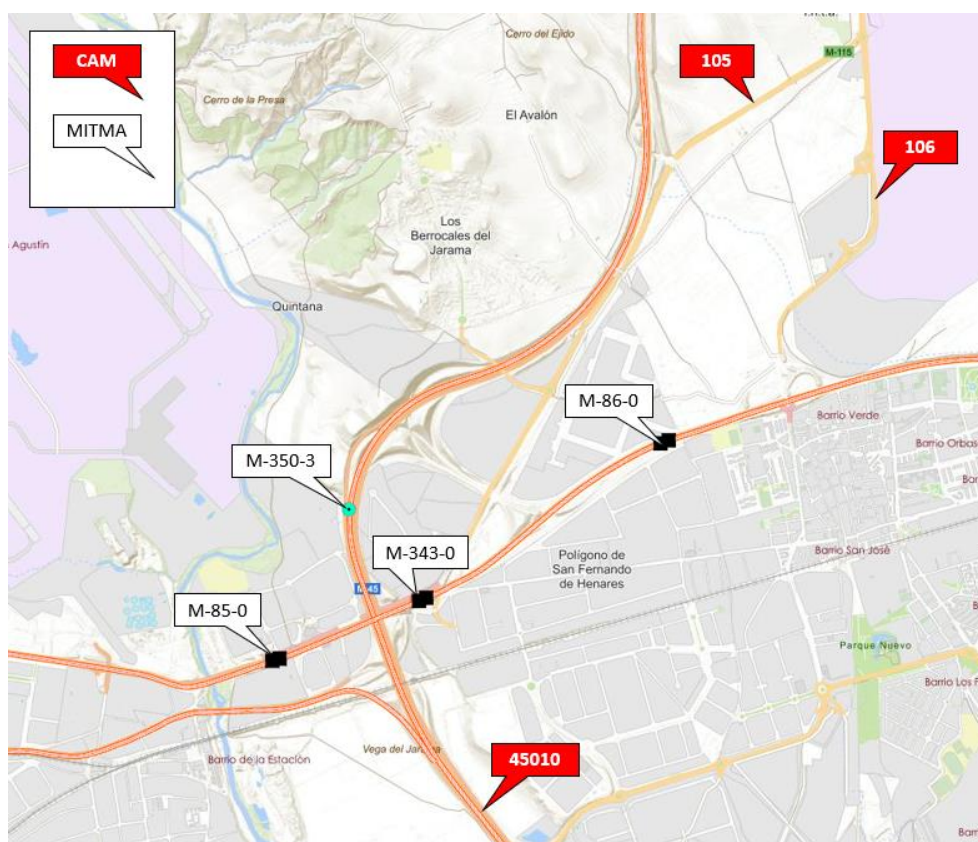 CAM
MITMA
Cerro del Ejido
105
M-115
Cerro de la Presa
El Avalón
106
Los
Berrocales del
Jarama
Agustín
Quintana
M-86-0
Barrio Verde
Barrio Orbas
M-350-3
M-343-0
Polígono de
San Fernando
de Henares
Barrio San José
M-45
M-85-0
Parque Nuevo
Barrio Los
Vega del Jarama
Barrio de la Estación
45010
Barr
Barr